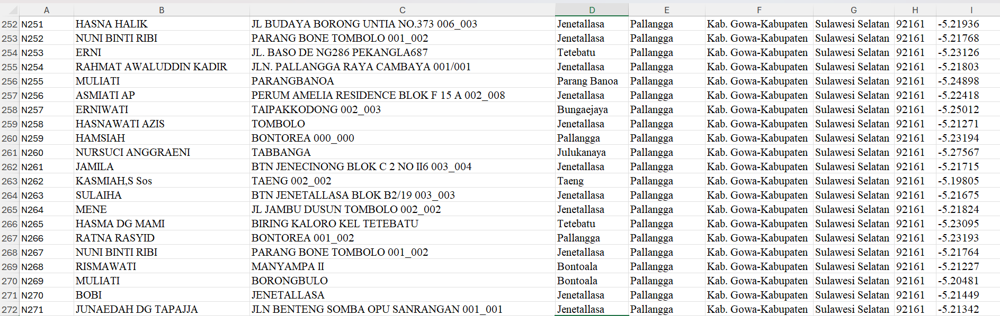 A B C D E F G H I
252 N251 HASNA HALIK JL BUDAYA BORONG UNTIA NO.373 006_003 Jenetallasa Pallangga Kab. Gowa-Kabupaten Sulawesi Selatan 92161 -5.21936
253 N252 NUNI BINTI RIBI PARANG BONE TOMBOLO 001_002 Jenetallasa Pallangga Kab. Gowa-Kabupaten Sulawesi Selatan 92161 -5.21768
254 N253 ERNI JL. BASO DE NG286 PEKANGLA687 Tetebatu Pallangga Kab. Gowa-Kabupaten Sulawesi Selatan 92161 -5.23126
255 N254 RAHMAT AWALUDDIN KADIR JLN. PALLANGGA RAYA CAMBAYA 001/001 Jenetallasa Pallangga Kab. Gowa-Kabupaten Sulawesi Selatan 92161 -5.21803
256 N255 MULIATI PARANGBANOA Parang Banoa Pallangga Kab. Gowa-Kabupaten Sulawesi Selatan 92161 -5.24898
257 N256 ASMIATI AP PERUM AMELIA RESIDENCE BLOK F 15 A 002_008 Jenetallasa Pallangga Kab. Gowa-Kabupaten Sulawesi Selatan 92161 -5.22418
258 N257 ERNIWATI TAIPAKKODONG 002_003 Bungaejaya Pallangga Kab. Gowa-Kabupaten Sulawesi Selatan 92161 -5.25012
259 N258 HASNAWATI AZIS TOMBOLO Jenetallasa Pallangga Kab. Gowa-Kabupaten Sulawesi Selatan 92161 -5.21271
260 N259 HAMSIAH BONTOREA 000_000 Pallangga Pallangga Kab. Gowa-Kabupaten Sulawesi Selatan 92161 -5.23194
261 N260 NURSUCI ANGGRAENI TABBANGA Julukanaya Pallangga Kab. Gowa-Kabupaten Sulawesi Selatan 92161 -5.27567
262 N261 JAMILA BTN JENECINONG BLOK C 2 NO II6 003_004 Jenetallasa Pallangga Kab. Gowa-Kabupaten Sulawesi Selatan 92161 -5.21715
263 N262 KASMIAH,S Sos TAENG 002_002 Taeng Pallangga Kab. Gowa-Kabupaten Sulawesi Selatan 92161 -5.19805
264 N263 SULAIHA BTN JENETALLASA BLOK B2/19 003_003 Jenetallasa Pallangga Kab. Gowa-Kabupaten Sulawesi Selatan 92161 -5.21675
265 N264 MENE JL JAMBU DUSUN TOMBOLO 002_002 Jenetallasa Pallangga Kab. Gowa-Kabupaten Sulawesi Selatan 92161 -5.21824
266 N265 HASMA DG MAMI BIRING KALORO KEL TETEBATU Tetebatu Pallangga Kab. Gowa-Kabupaten Sulawesi Selatan 92161 -5.23095
267 N266 RATNA RASYID BONTOREA 001_002 Pallangga Pallangga Kab. Gowa-Kabupaten Sulawesi Selatan 92161 -5.23193
268 N267 NUNI BINTI RIBI PARANG BONE TOMBOLO 001_002 Jenetallasa Pallangga Kab. Gowa-Kabupaten Sulawesi Selatan 92161 -5.21764
269 N268 RISMAWATI MANYAMPA II Bontoala Pallangga Kab. Gowa-Kabupaten Sulawesi Selatan 92161 -5.21227
270 N269 MULIATI BORONGBULO Bontoala Pallangga Kab. Gowa-Kabupaten Sulawesi Selatan 92161 -5.20481
271 N270 BOBI JENETALLASA Jenetallasa Pallangga Kab. Gowa-Kabupaten Sulawesi Selatan 92161 -5.21449
272 N271 JUNAEDAH DG TAPAJJA JLN BENTENG SOMBA OPU SANRANGAN 001_001 Jenetallasa Pallangga Kab. Gowa-Kabupaten Sulawesi Selatan 92161 -5.21342